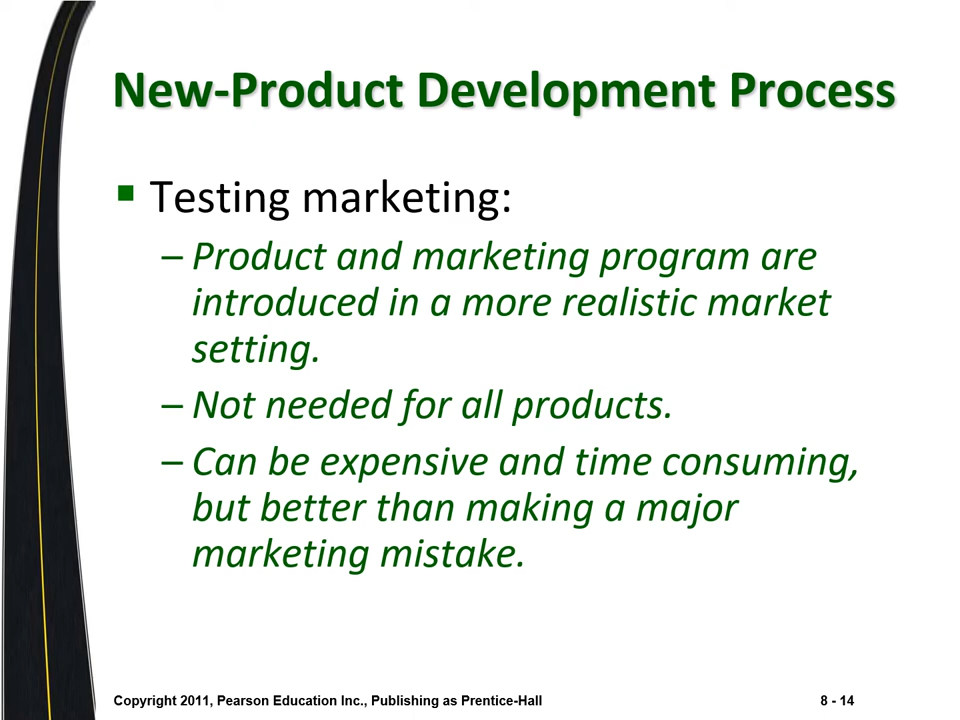 New-Product Development Process
▪ Testing marketing:
– Product and marketing program are
introduced in a more realistic market
setting.
– Not needed for all products.
– Can be expensive and time consuming,
but better than making a major
marketing mistake.
Copyright 2011, Pearson Education Inc., Publishing as Prentice-Hall 8 - 14